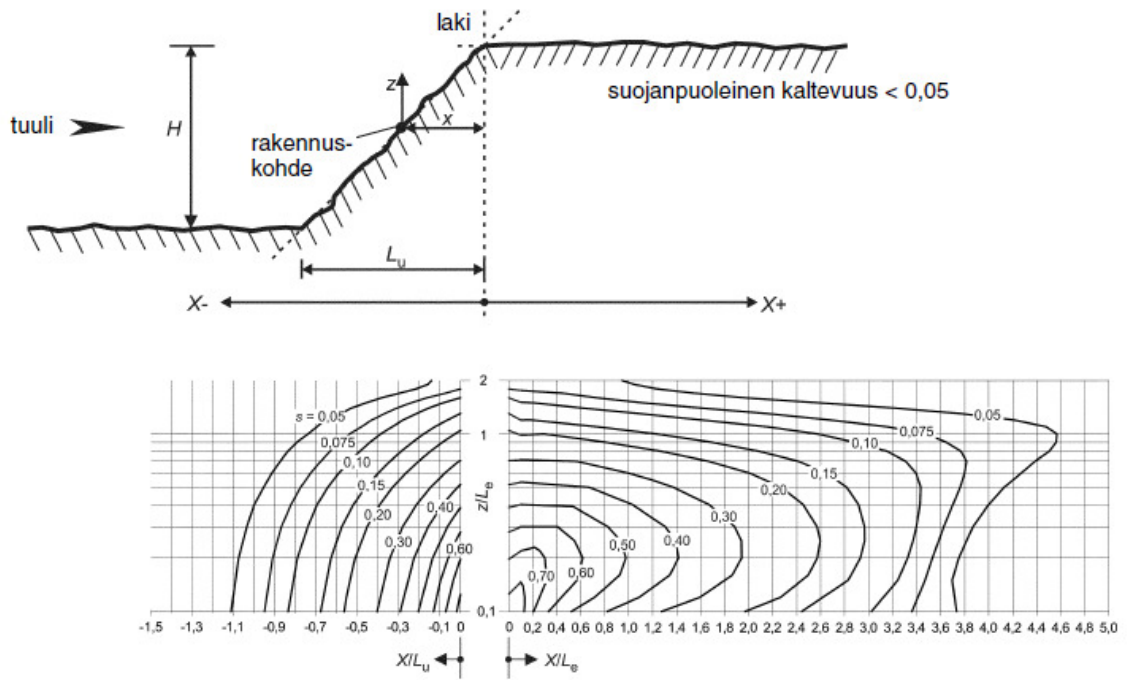 laki
z
suojanpuoleinen kaltevuus < 0,05
tuuli
H
x
rakennus-
kohde
Lu
X-
X+
2
s = 0,05
0,05
0,075
0,075
1
0,10
0,10
0,15
0,15
z/Le
0,20
0,20
0,40
0,30
0,30
0,60
0,50
0,40
0,70
0,60
0,1
-1,5 -1,3 -1,1 -0,9 -0,7 -0,5 -0,3 -0,1 0
0 0,2 0,4 0,6 0,8 1,0 1,2 1,4 1,6 1,8 2,0 2,2 2,4 2,6 2,8 3,0 3,2 3,4 3,6 3,8 4,0 4,2 4,4 4,6 4,8 5,0
X/Lu
X/Le